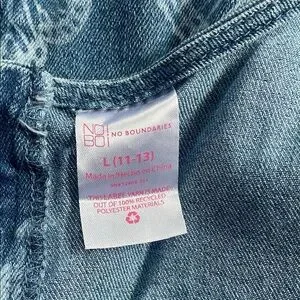 NO
BO
NO BOUNDARIES
L (11-13)
Made in/Hecho en China
THIS LABEL YARN IS MADE
OUT OF 100% RECYCLED
POLYESTER MATERIALS